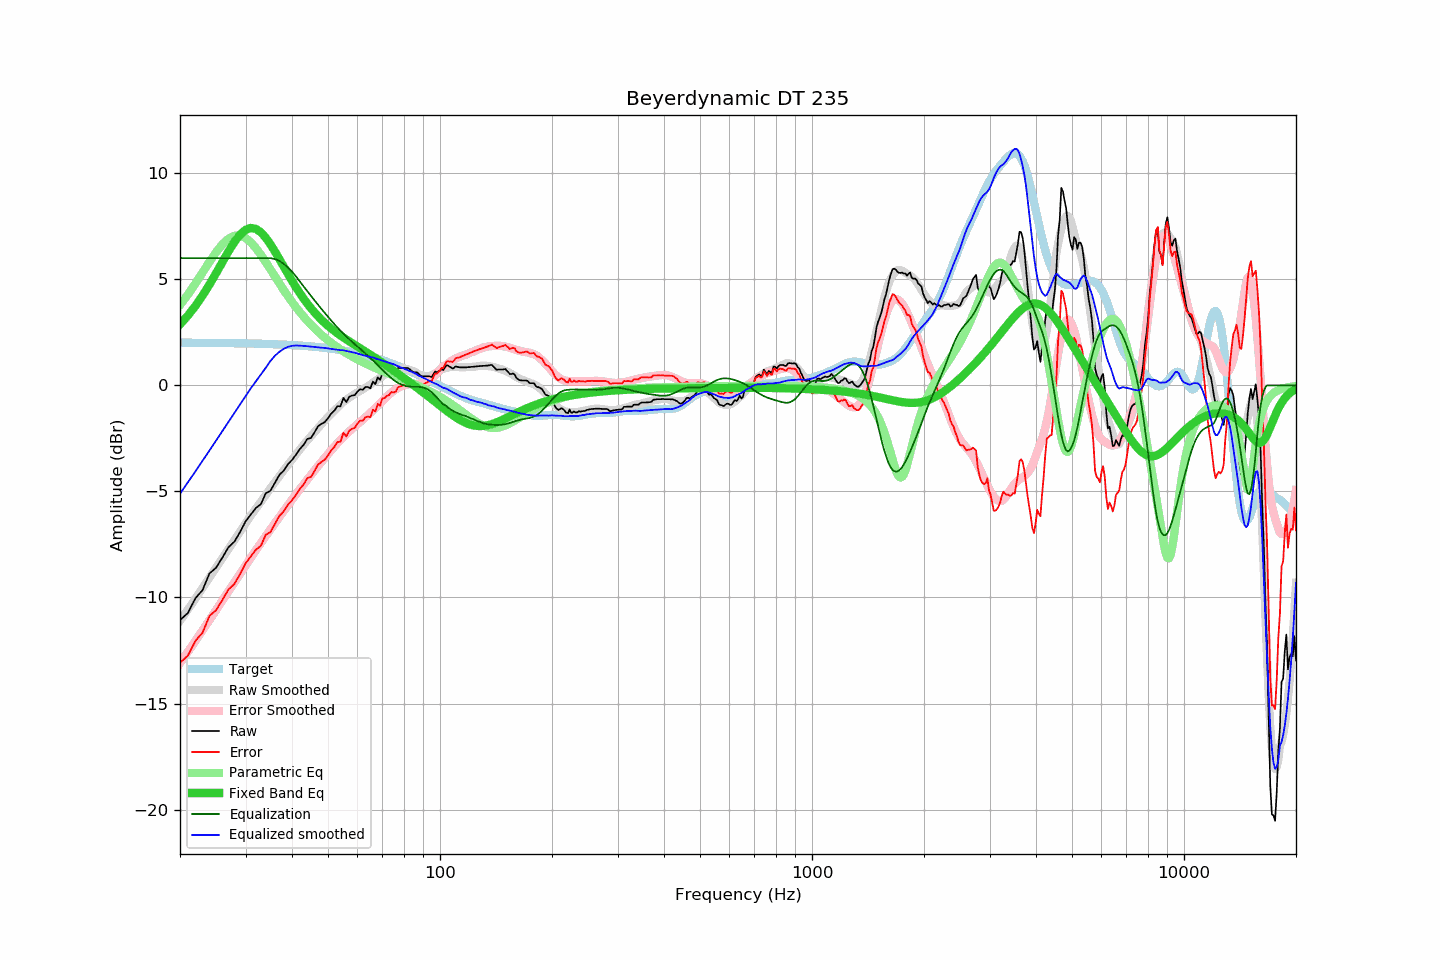 Beyerdynamic DT 235
Amplitude (dBr)
10
5
0
−5
−10
−15
−20
Target
Raw Smoothed
Error Smoothed
Raw
Error
Parametric Eq
Fixed Band Eq
Equalization
Equalized smoothed
100
1000
10000
Frequency (Hz)